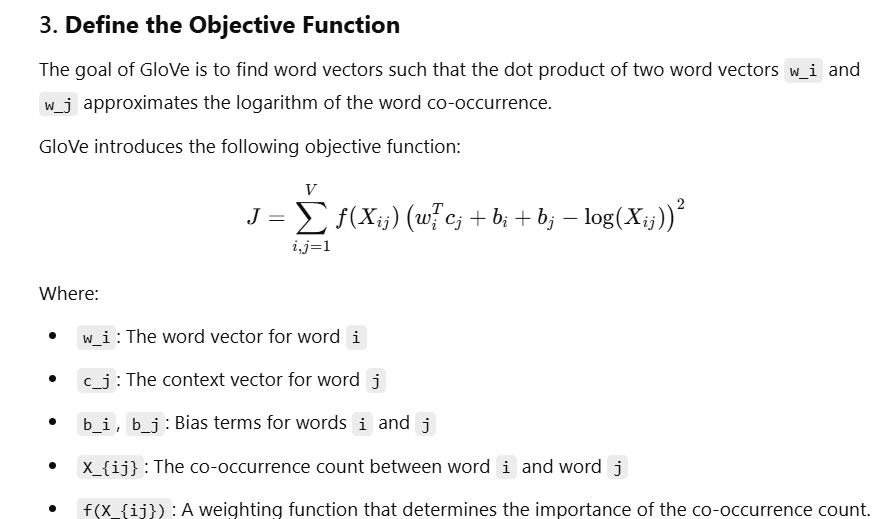 3. Define the Objective Function
The goal of GloVe is to find word vectors such that the dot product of two word vectors w_i and
w_j approximates the logarithm of the word co-occurrence.
GloVe introduces the following objective function:
J = \sum_{i,j=1}^{V} f(X_{ij}) (w_i^T c_j + b_i + b_j − log(X_{ij}))^2
Where:
• w_i : The word vector for word i
• c_j : The context vector for word j
• b_i , b_j : Bias terms for words i and j
• X_{ij} : The co-occurrence count between word i and word j
• f(X_{ij}) : A weighting function that determines the importance of the co-occurrence count.